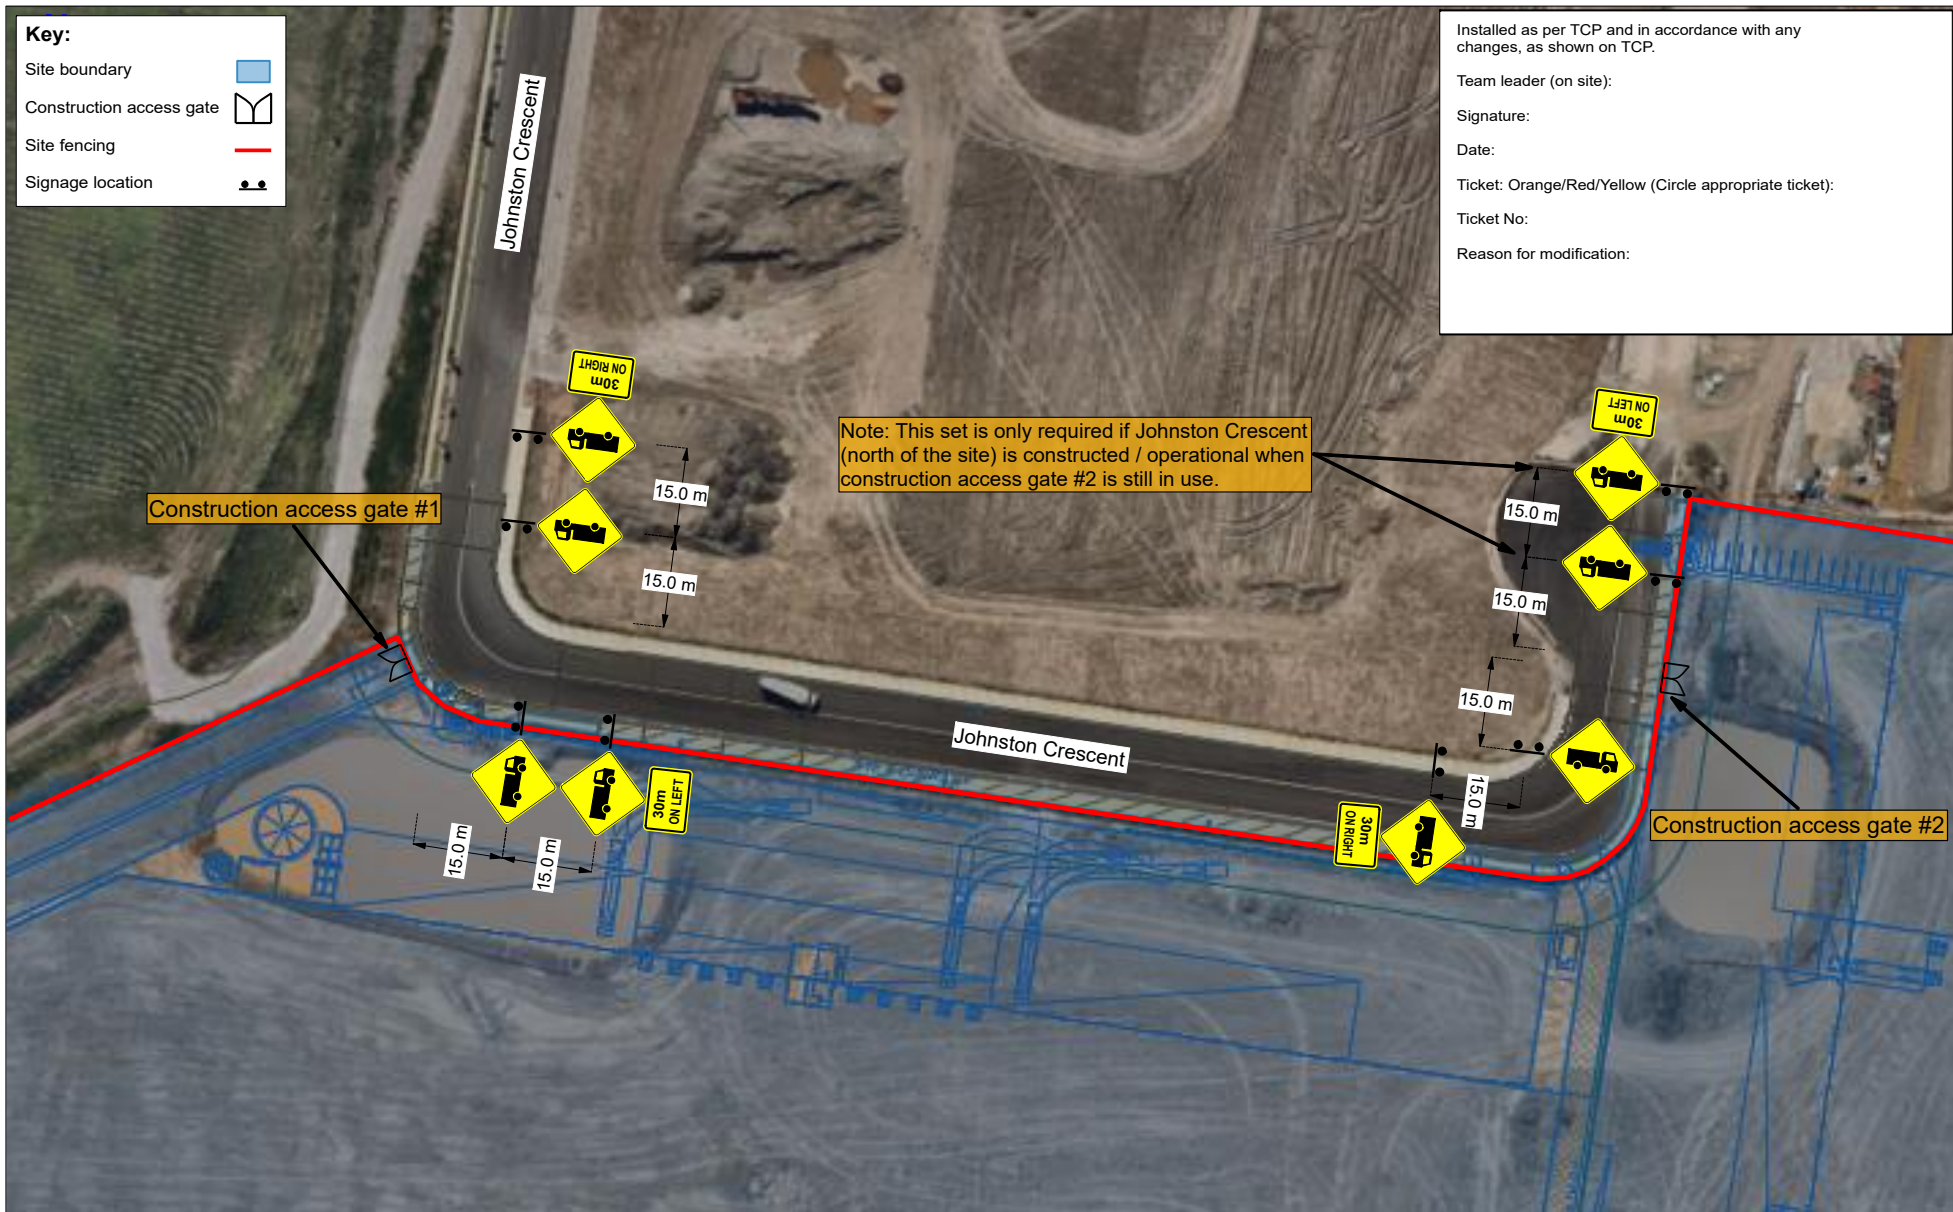 Key:
Site boundary
Construction access gate
Site fencing
Signage location
Installed as per TCP and in accordance with any
changes, as shown on TCP.
Team leader (on site):
Signature:
Date:
Ticket: Orange/Red/Yellow (Circle appropriate ticket):
Ticket No:
Reason for modification:
Johnston Crescent
30m
ON RIGHT
15.0 m
15.0 m
Construction access gate #1
Note: This set is only required if Johnston Crescent
(north of the site) is constructed / operational when
construction access gate #2 is still in use.
30m
ON LEFT
15.0 m
15.0 m
15.0 m
Johnston Crescent
30m
ON LEFT
15.0 m
15.0 m
30m
ON RIGHT
15.0 m
Construction access gate #2